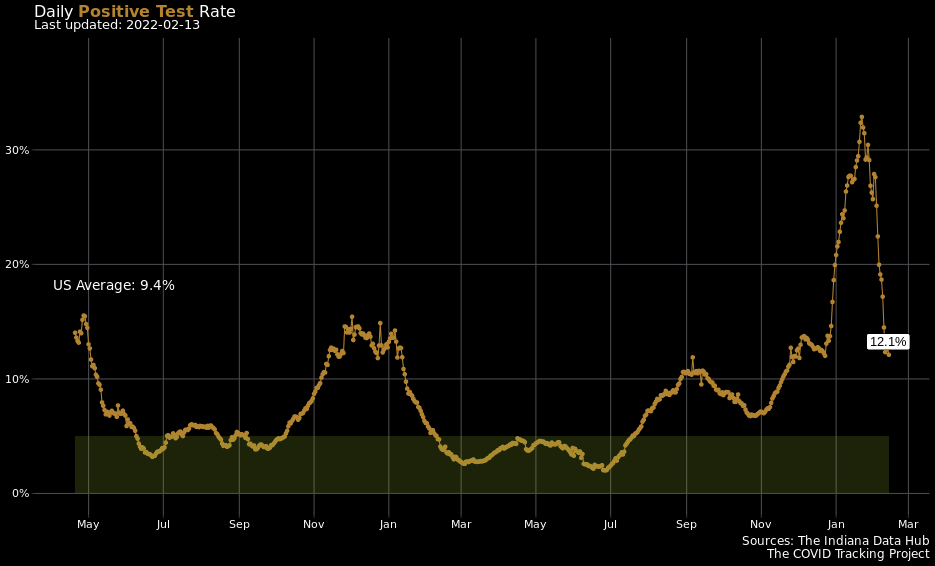 Daily Positive Test Rate
Last updated: 2022-02-13
30%
20%
US Average: 9.4%
12.1%
10%
0%
May Jul Sep Nov Jan Mar May Jul Sep Nov Jan Mar
Sources: The Indiana Data Hub
The COVID Tracking Project